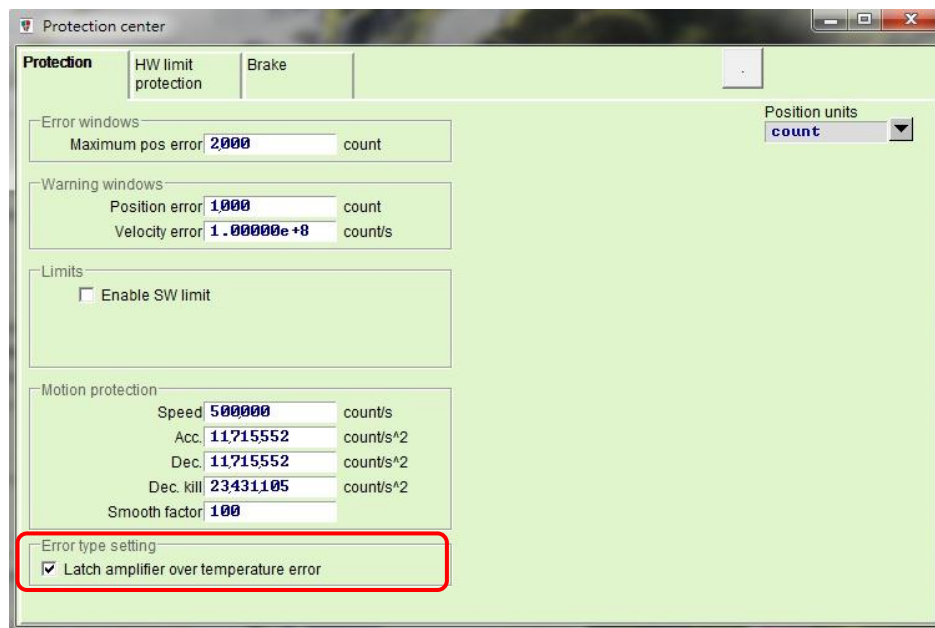 Protection center
Protection
HW limit
protection
Brake
.
Position units
count
Error windows
Maximum pos error 2,000 count
Warning windows
Position error 1,000 count
Velocity error 1.00000e+8 count/s
Limits
Enable SW limit
Motion protection
Speed 500,000 count/s
Acc. 11,715,552 count/s^2
Dec. 11,715,552 count/s^2
Dec. kill 23,431,105 count/s^2
Smooth factor 100
Error type setting
Latch amplifier over temperature error